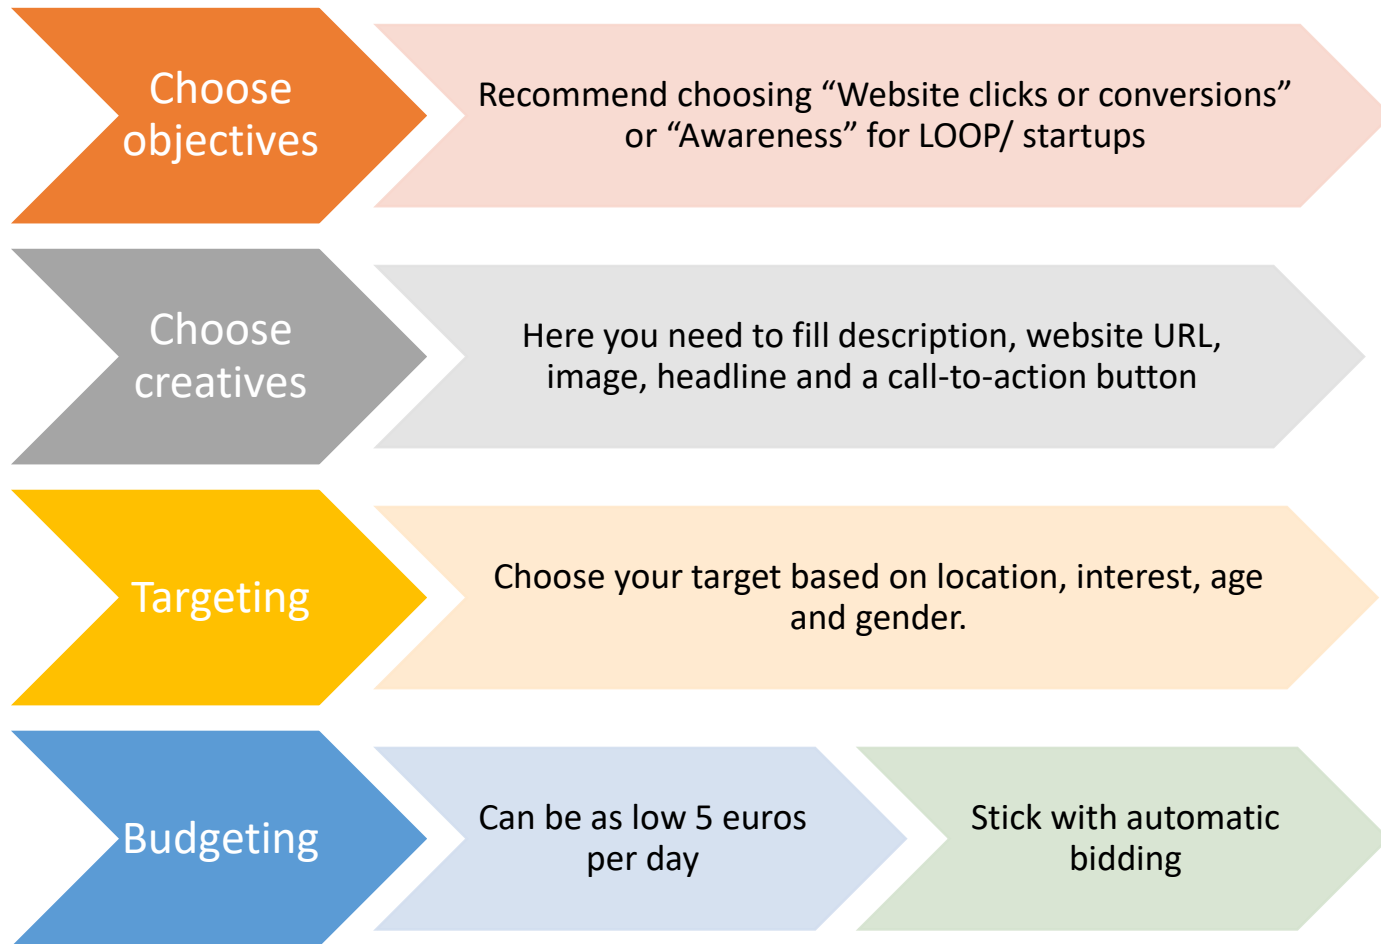 Choose
objectives
Recommend choosing “Website clicks or conversions”
or “Awareness” for LOOP/ startups
Choose
creatives
Here you need to fill description, website URL,
image, headline and a call-to-action button
Targeting
Choose your target based on location, interest, age
and gender.
Budgeting
Can be as low 5 euros
per day
Stick with automatic
bidding